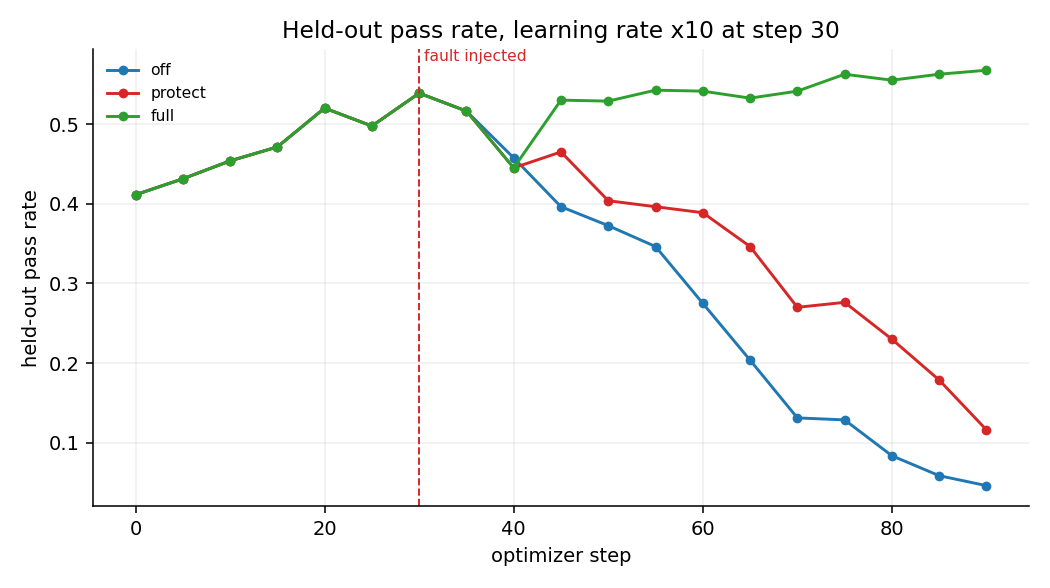 Held-out pass rate, learning rate x10 at step 30
fault injected
off
protect
full
held-out pass rate
0.5
0.4
0.3
0.2
0.1
0
20
40
60
80
optimizer step